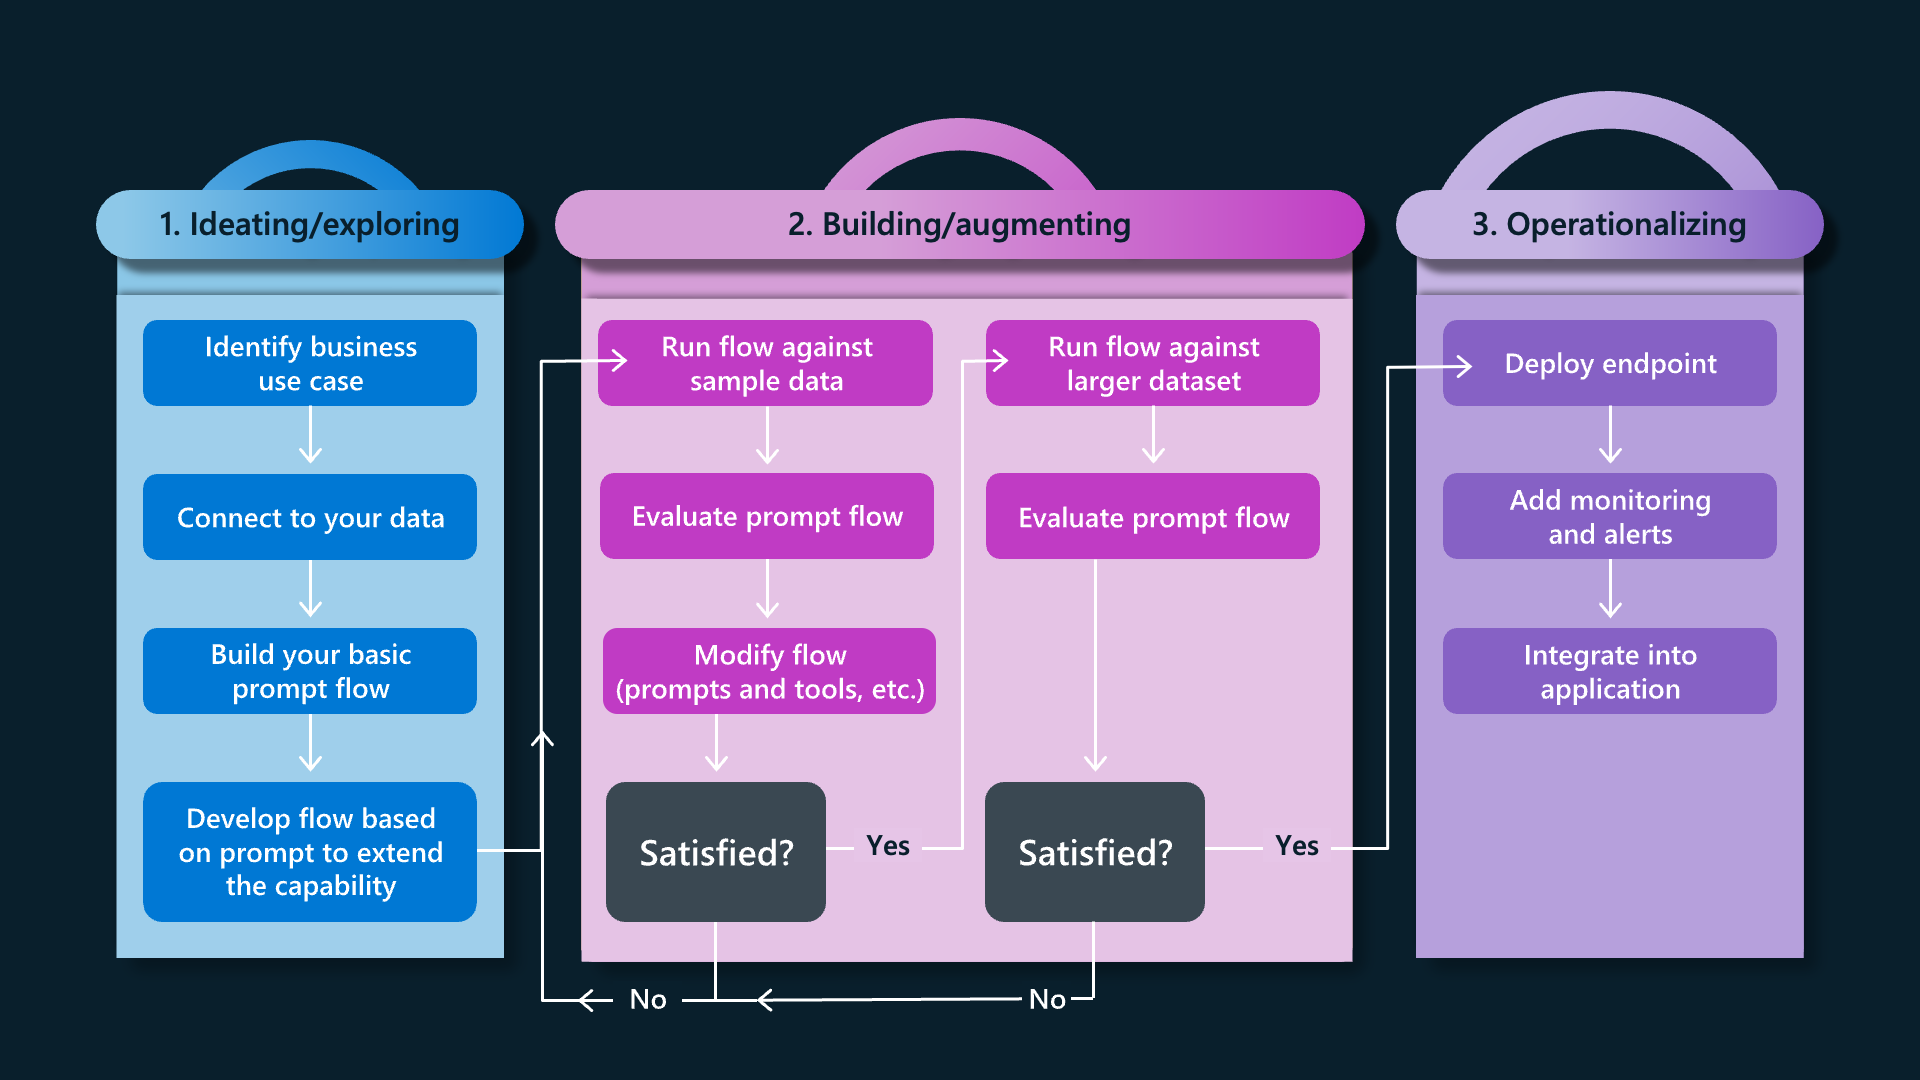 1. Ideating/exploring
Identify business
use case
Connect to your data
Build your basic
prompt flow
Develop flow based
on prompt to extend
the capability
2. Building/augmenting
Run flow against
sample data
Evaluate prompt flow
Modify flow
(prompts and tools, etc.)
Satisfied?
Yes
No
Run flow against
larger dataset
Evaluate prompt flow
Satisfied?
Yes
No
3. Operationalizing
Deploy endpoint
Add monitoring
and alerts
Integrate into
application